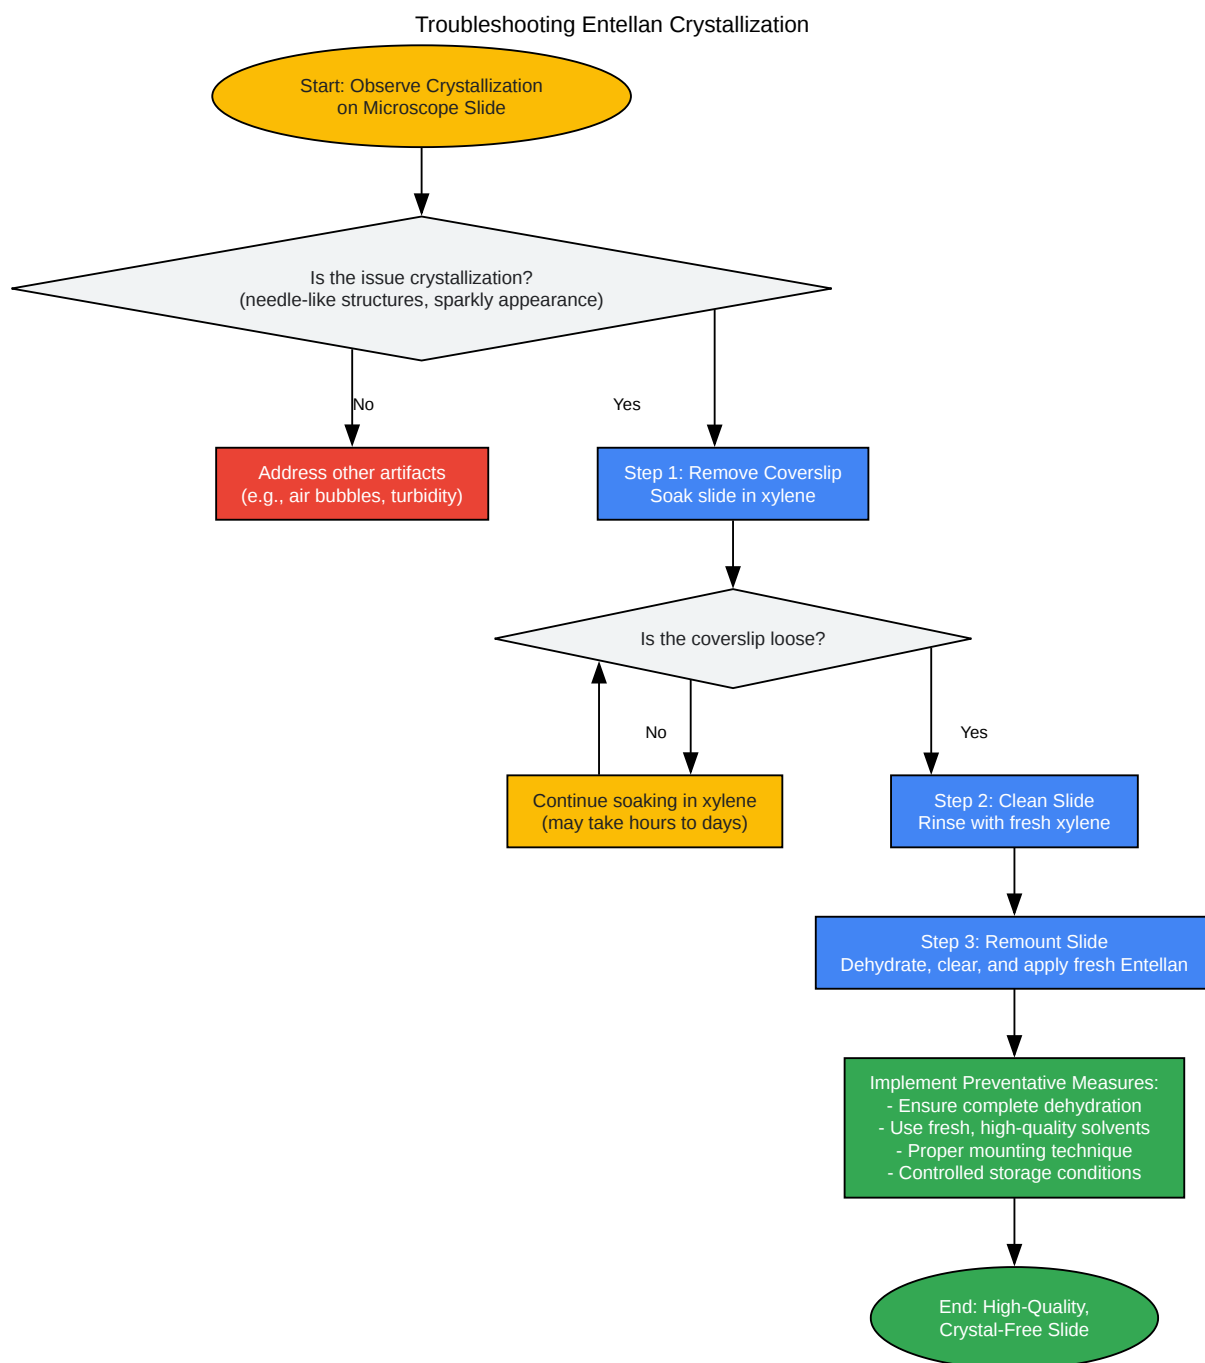 Troubleshooting Entellan Crystallization
Start: Observe Crystallization
on Microscope Slide
Is the issue crystallization?
(needle-like structures, sparkly appearance)
No
Yes
Address other artifacts
(e.g., air bubbles, turbidity)
Step 1: Remove Coverslip
Soak slide in xylene
Is the coverslip loose?
No
Yes
Continue soaking in xylene
(may take hours to days)
Step 2: Clean Slide
Rinse with fresh xylene
Step 3: Remount Slide
Dehydrate, clear, and apply fresh Entellan
Implement Preventative Measures:
- Ensure complete dehydration
- Use fresh, high-quality solvents
- Proper mounting technique
- Controlled storage conditions
End: High-Quality,
Crystal-Free Slide